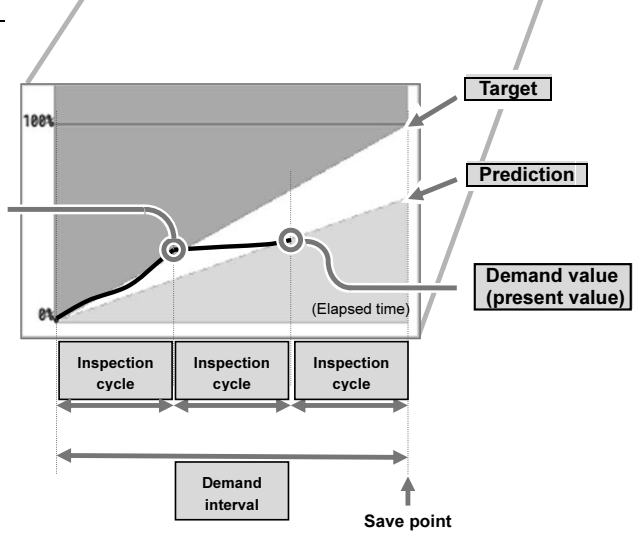 Target
100%
Prediction
Demand value
(present value)
0%
(Elapsed time)
Inspection
cycle
Inspection
cycle
Inspection
cycle
Demand
interval
Save point